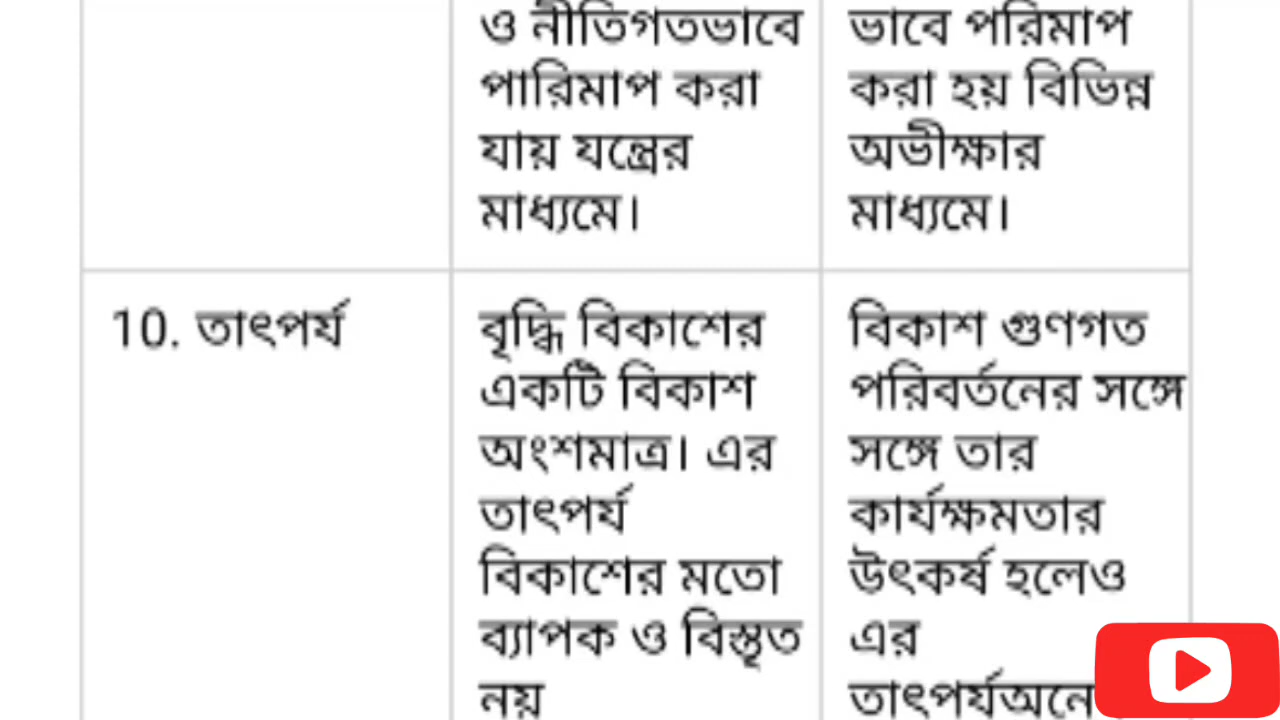 ও নীতিগতভাবে
পারিমাপ করা
যায় যন্ত্রের
মাধ্যমে।
ভাবে পরিমাপ
করা হয় বিভিন্ন
অভীক্ষার
মাধ্যমে।
10. তাৎপর্য
বৃদ্ধি বিকাশের
একটি বিকাশ
অংশমাত্র। এর
তাৎপর্য
বিকাশের মতো
ব্যাপক ও বিস্তৃত
নয়
বিকাশ গুণগত
পরিবর্তনের সঙ্গে
সঙ্গে তার
কার্যক্ষমতার
উৎকর্ষ হলেও
এর